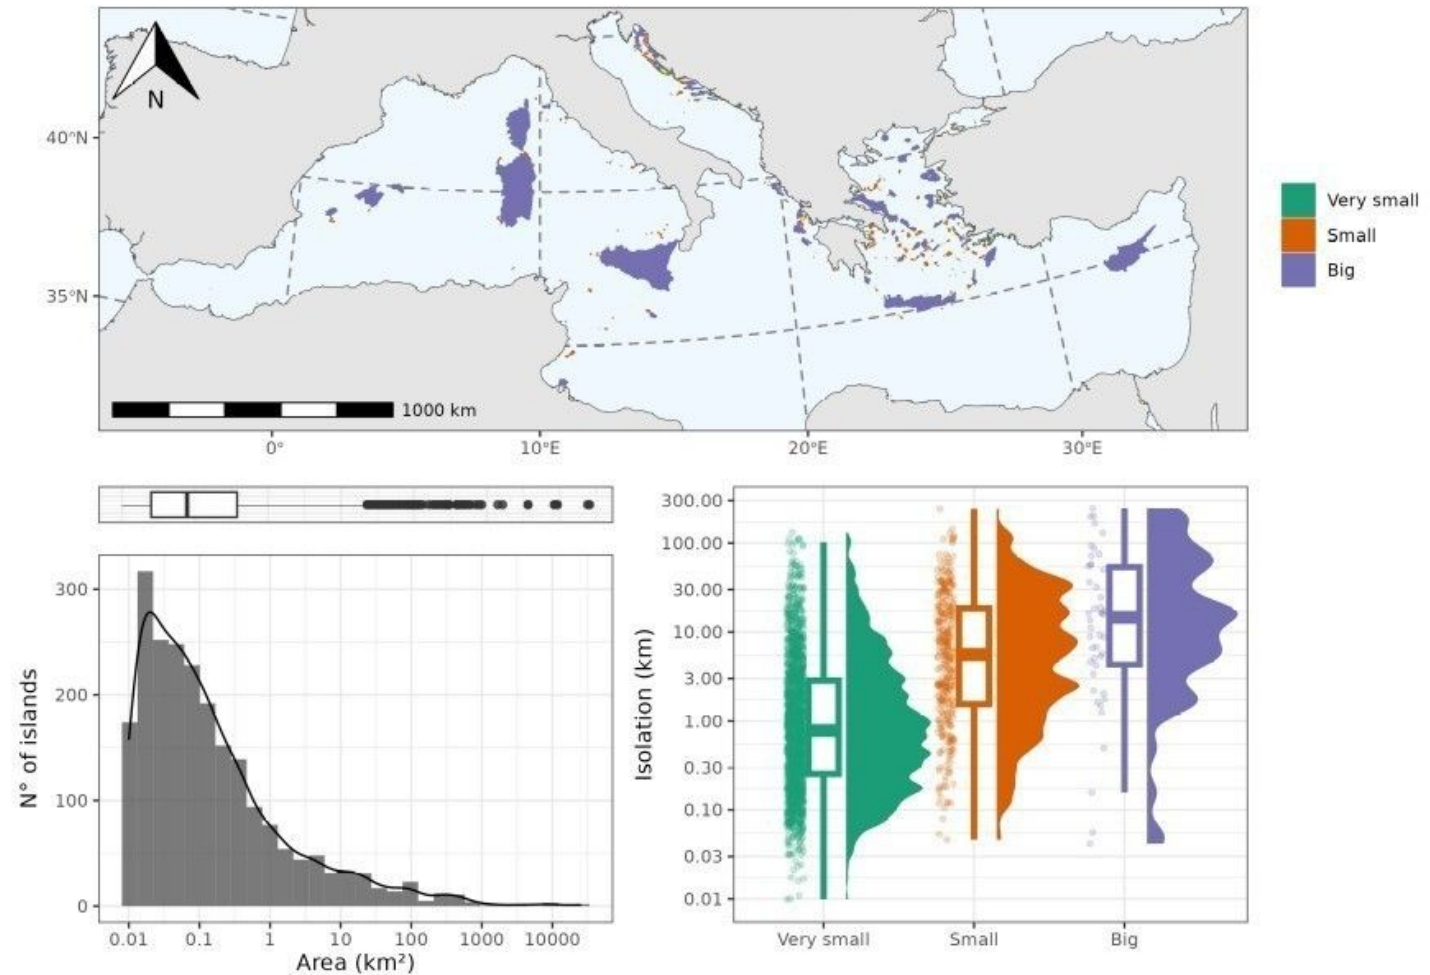 N
40°N
35°N
1000 km
0°
10°E
20°E
30°E
Very small
Small
Big
300
200
100
0
N° of islands
0.01
0.1
1
10
100
1000
10000
Area (km²)
300.00
100.00
30.00
10.00
3.00
1.00
0.30
0.10
0.03
0.01
Isolation (km)
Very small
Small
Big